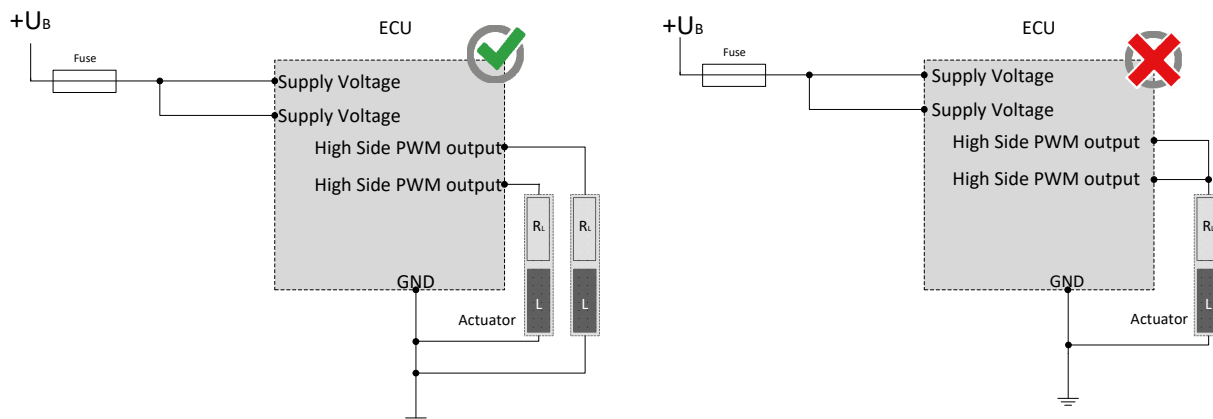 +UB
ECU
Fuse
Supply Voltage
Supply Voltage
High Side PWM output
High Side PWM output
RL
RL
GND
L
L
Actuator
+UB
ECU
Fuse
Supply Voltage
Supply Voltage
High Side PWM output
High Side PWM output
RL
GND
L
Actuator